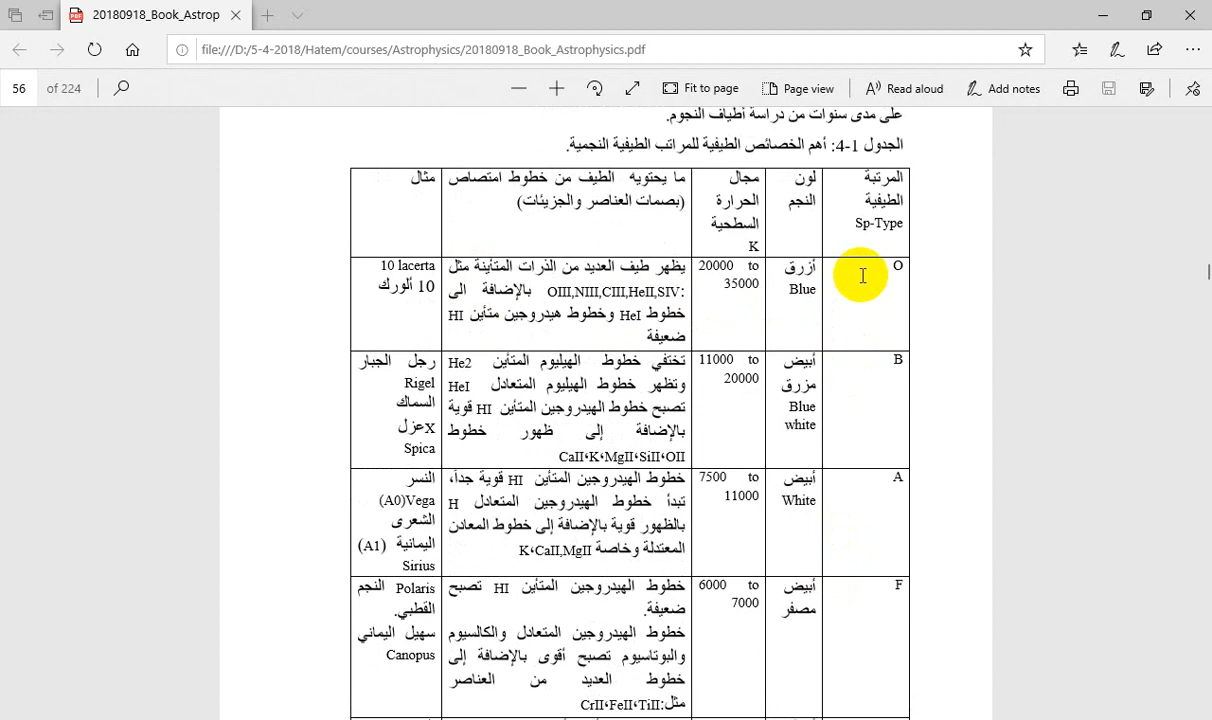 20180918_Book_Astrop
file:///D:/5-4-2018/Hatem/courses/Astrophysics/20180918_Book_Astrophysics.pdf
56 of 224
Fit to page
Page view
Read aloud
Add notes
على مدى سنوات من دراسة أطياف النجوم.
الجدول 1-4: أهم الخصائص الطيفية للمراتب الطيفية النجمية.
المرتبة
الطيفية
Sp-Type
لون
النجم
مجال
الحرارة
السطحية
K
ما يحتويه الطيف من خطوط امتصاص
(بصمات العناصر والجزيئات)
مثال
O
أزرق
Blue
20000 to
35000
يظهر طيف العديد من الذرات المتأينة مثل
:OIII,NIII,CIII,HeII,SIV بالإضافة الى
خطوط HeI وخطوط هيدروجين متأين HI
ضعيفة
10 lacerta
10 ألورك
B
أبيض
مزرق
Blue
white
11000 to
20000
تختفي خطوط الهيليوم المتأين He2
وتظهر خطوط الهيليوم المتعادل HeI
تصبح خطوط الهيدروجين المتأين HI قوية
بالإضافة إلى ظهور خطوط
CaII،K،MgII،SiII،OII
رجل الجبار
Rigel
السماك
Xعزل
Spica
A
أبيض
White
7500 to
11000
خطوط الهيدروجين المتأين HI قوية جداً،
تبدأ خطوط الهيدروجين المتعادل H
بالظهور قوية بالإضافة إلى خطوط المعادن
المعتدلة وخاصة K،CaII,MgII
النسر
(A0)Vega
الشعرى
اليمانية (A1)
Sirius
F
أبيض
مصفر
6000 to
7000
خطوط الهيدروجين المتأين HI تصبح
ضعيفة.
خطوط الهيدروجين المتعادل والكالسيوم
والبوتاسيوم تصبح أقوى بالإضافة إلى
خطوط العديد من العناصر
مثل:CrII،FeII،TiII
Polaris النجم
القطبي.
سهيل اليماني
Canopus